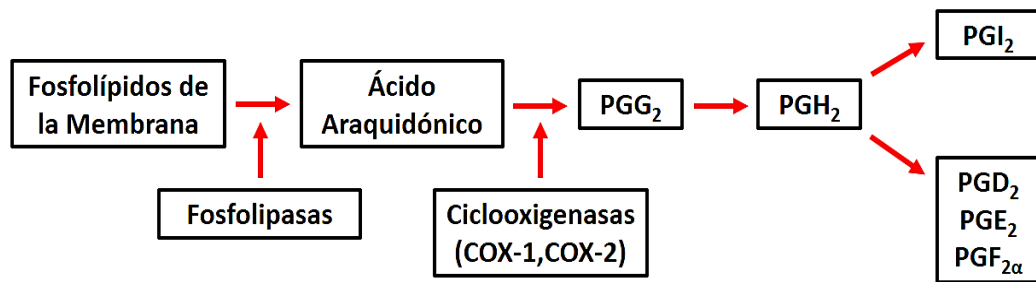 Fosfolípidos de
la Membrana
Ácido
Araquidónico
PGG₂
PGH₂
PGI₂
Fosfolipasas
Ciclooxigenasas
(COX-1,COX-2)
PGD₂
PGE₂
PGF₂α